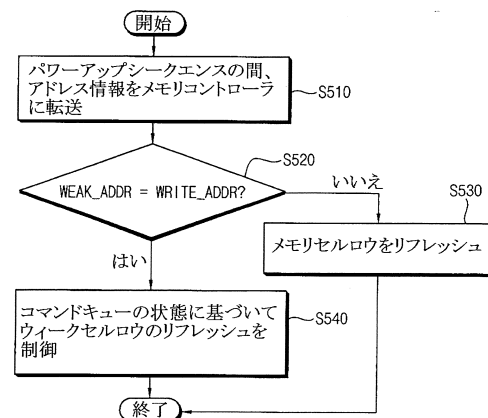 開始
パワーアップシークエンスの間、
アドレス情報をメモリコントローラ
に転送
S510
S520
WEAK_ADDR = WRITE_ADDR?
いいえ
S530
はい
メモリセルロウをリフレッシュ
コマンドキューの状態に基づいて
ウィークセルロウのリフレッシュを
制御
S540
終了